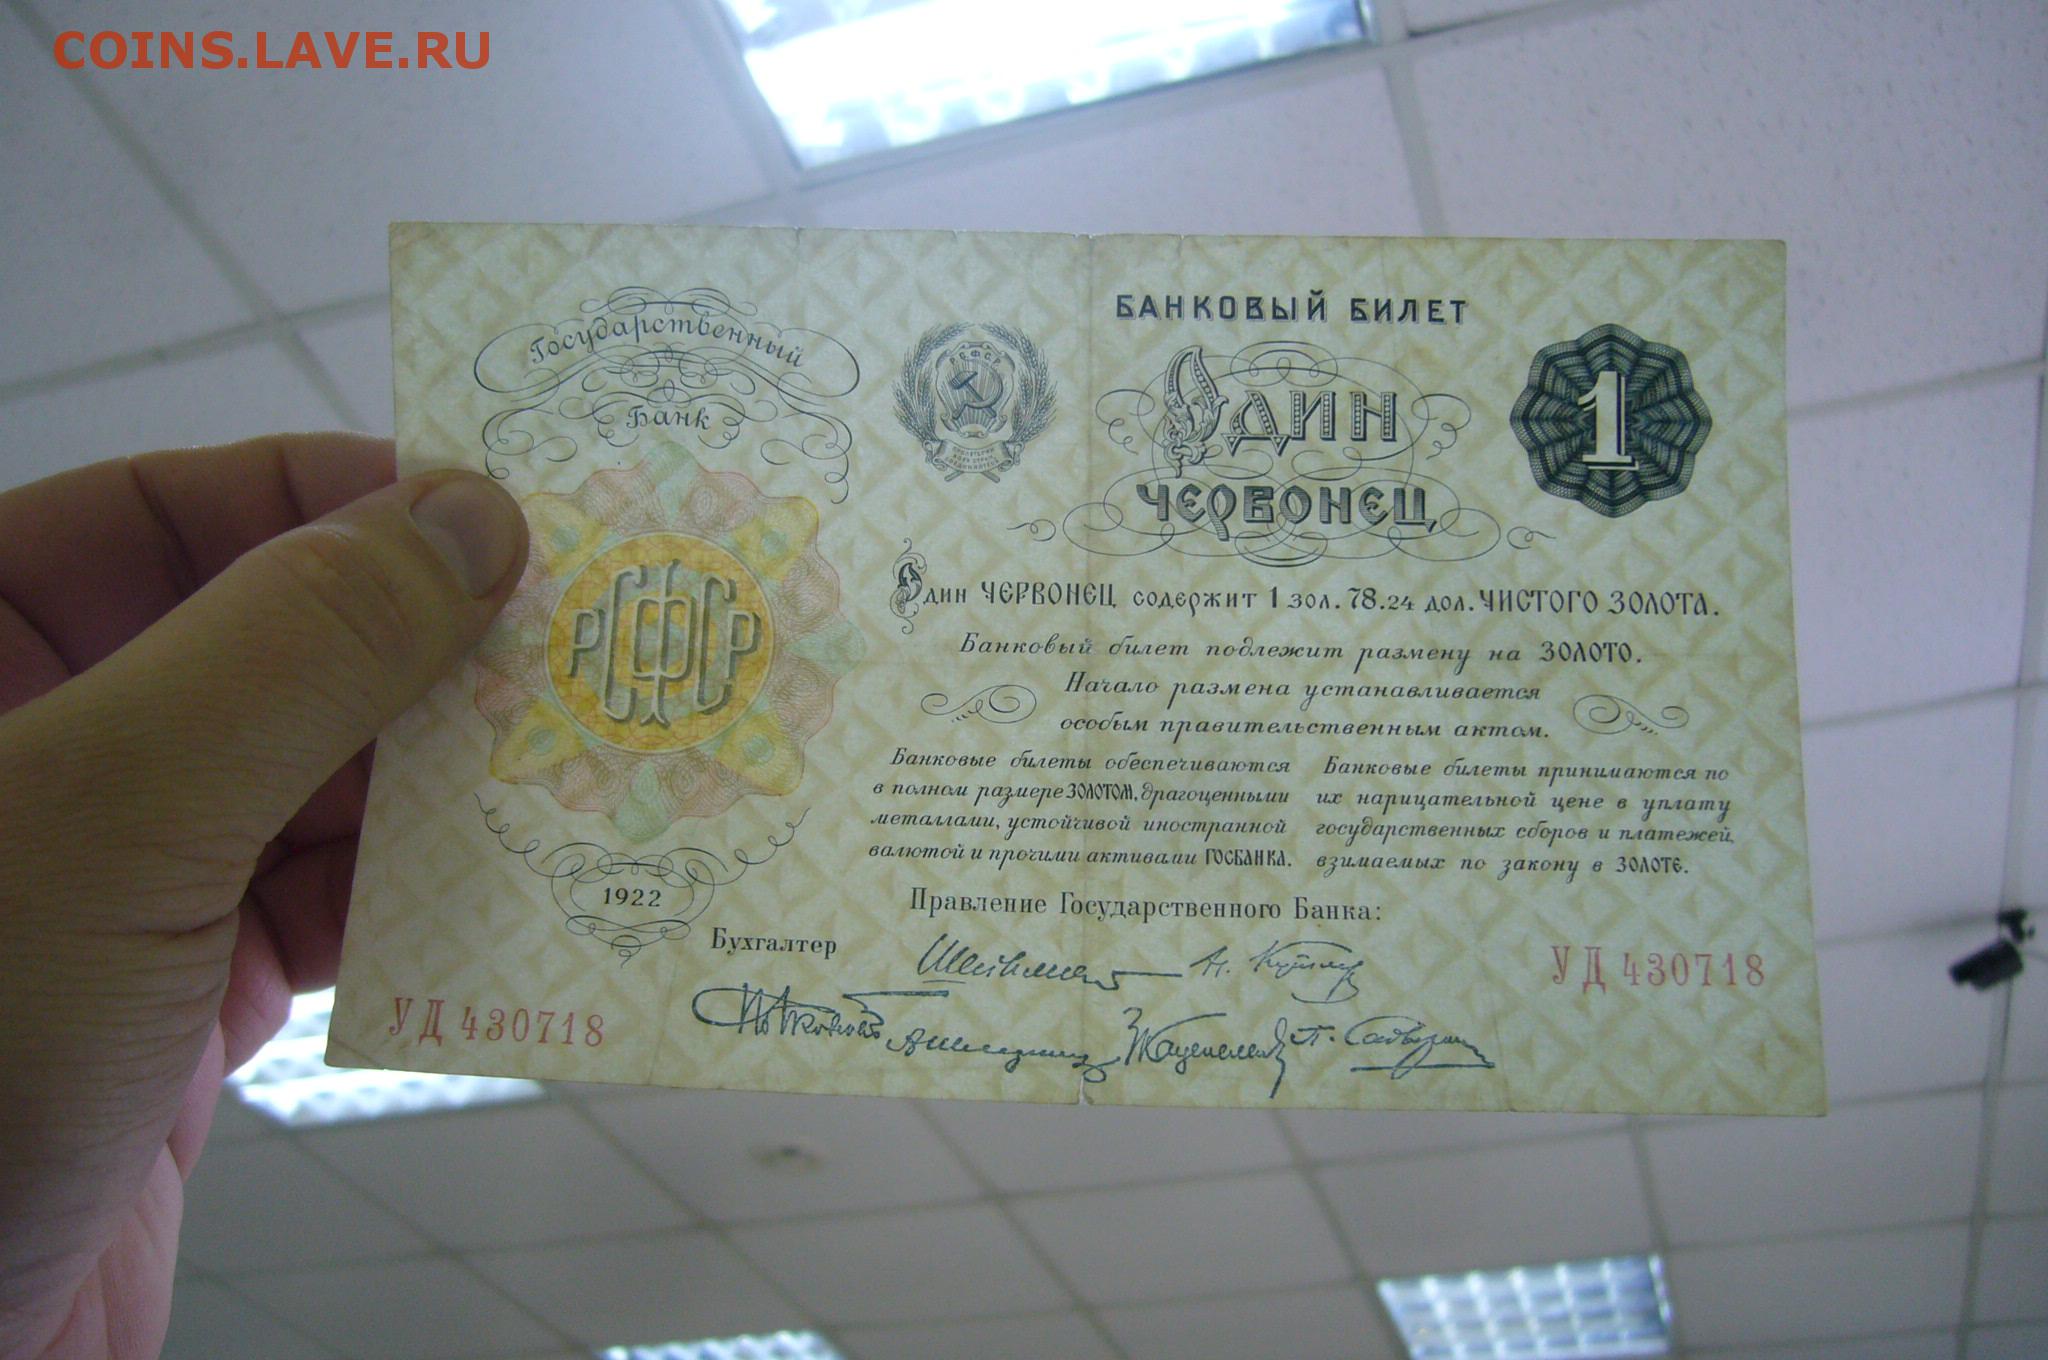 COINS.LAVE.RU
Государственный
Банк
РСФСР
1922
РСФСР
БАНКОВЫЙ БИЛЕТ
Один
ЧЕРВОНЕЦ
1
Один ЧЕРВОНЕЦ содержит 1 зол. 78.24 дол. ЧИСТОГО ЗОЛОТА.
Банковый билет подлежит размену на ЗОЛОТО.
Начало размена устанавливается
особым правительственным актом.
Банковые билеты обеспечиваются
в полном размере ЗОЛОТОМ, драгоценными
металлами, устойчивой иностранной
валютой и прочими активами ГОСБАНКА.
Банковые билеты принимаются по
их нарицательной цене в уплату
государственных сборов и платежей,
взимаемых по закону в ЗОЛОТЕ.
Правление Государственного Банка:
Бухгалтер
УД 430718
УД 430718